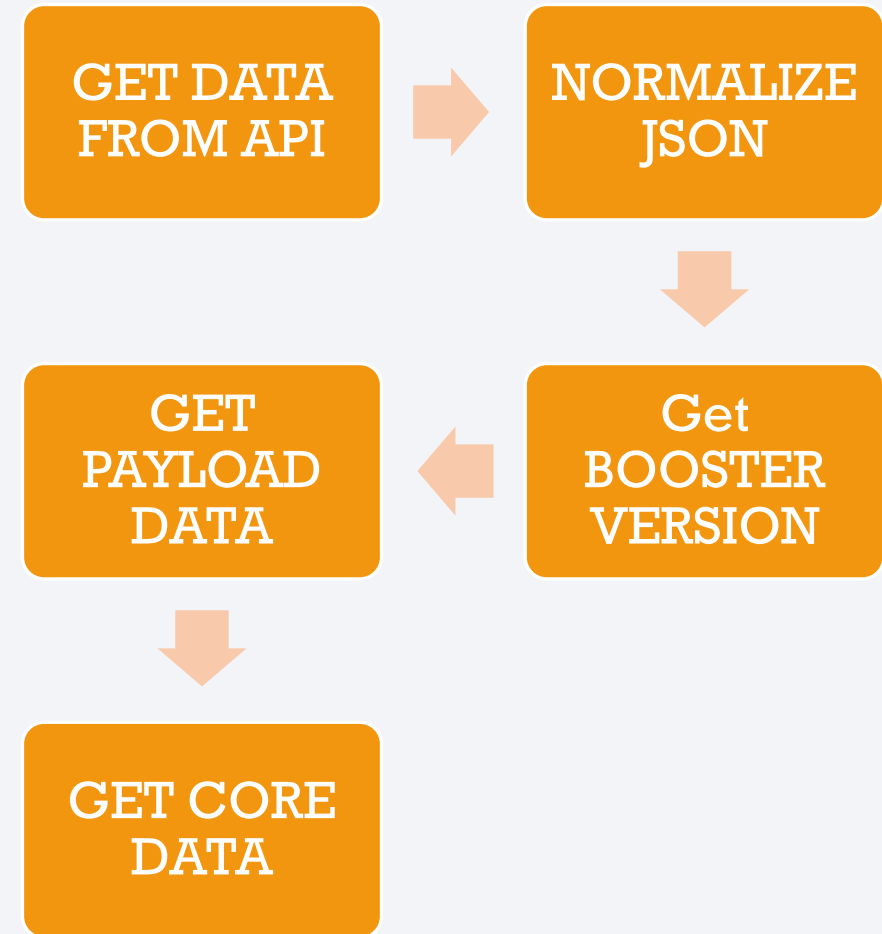 GET DATA
FROM API
NORMALIZE
JSON
Get
BOOSTER
VERSION
GET
PAYLOAD
DATA
GET CORE
DATA